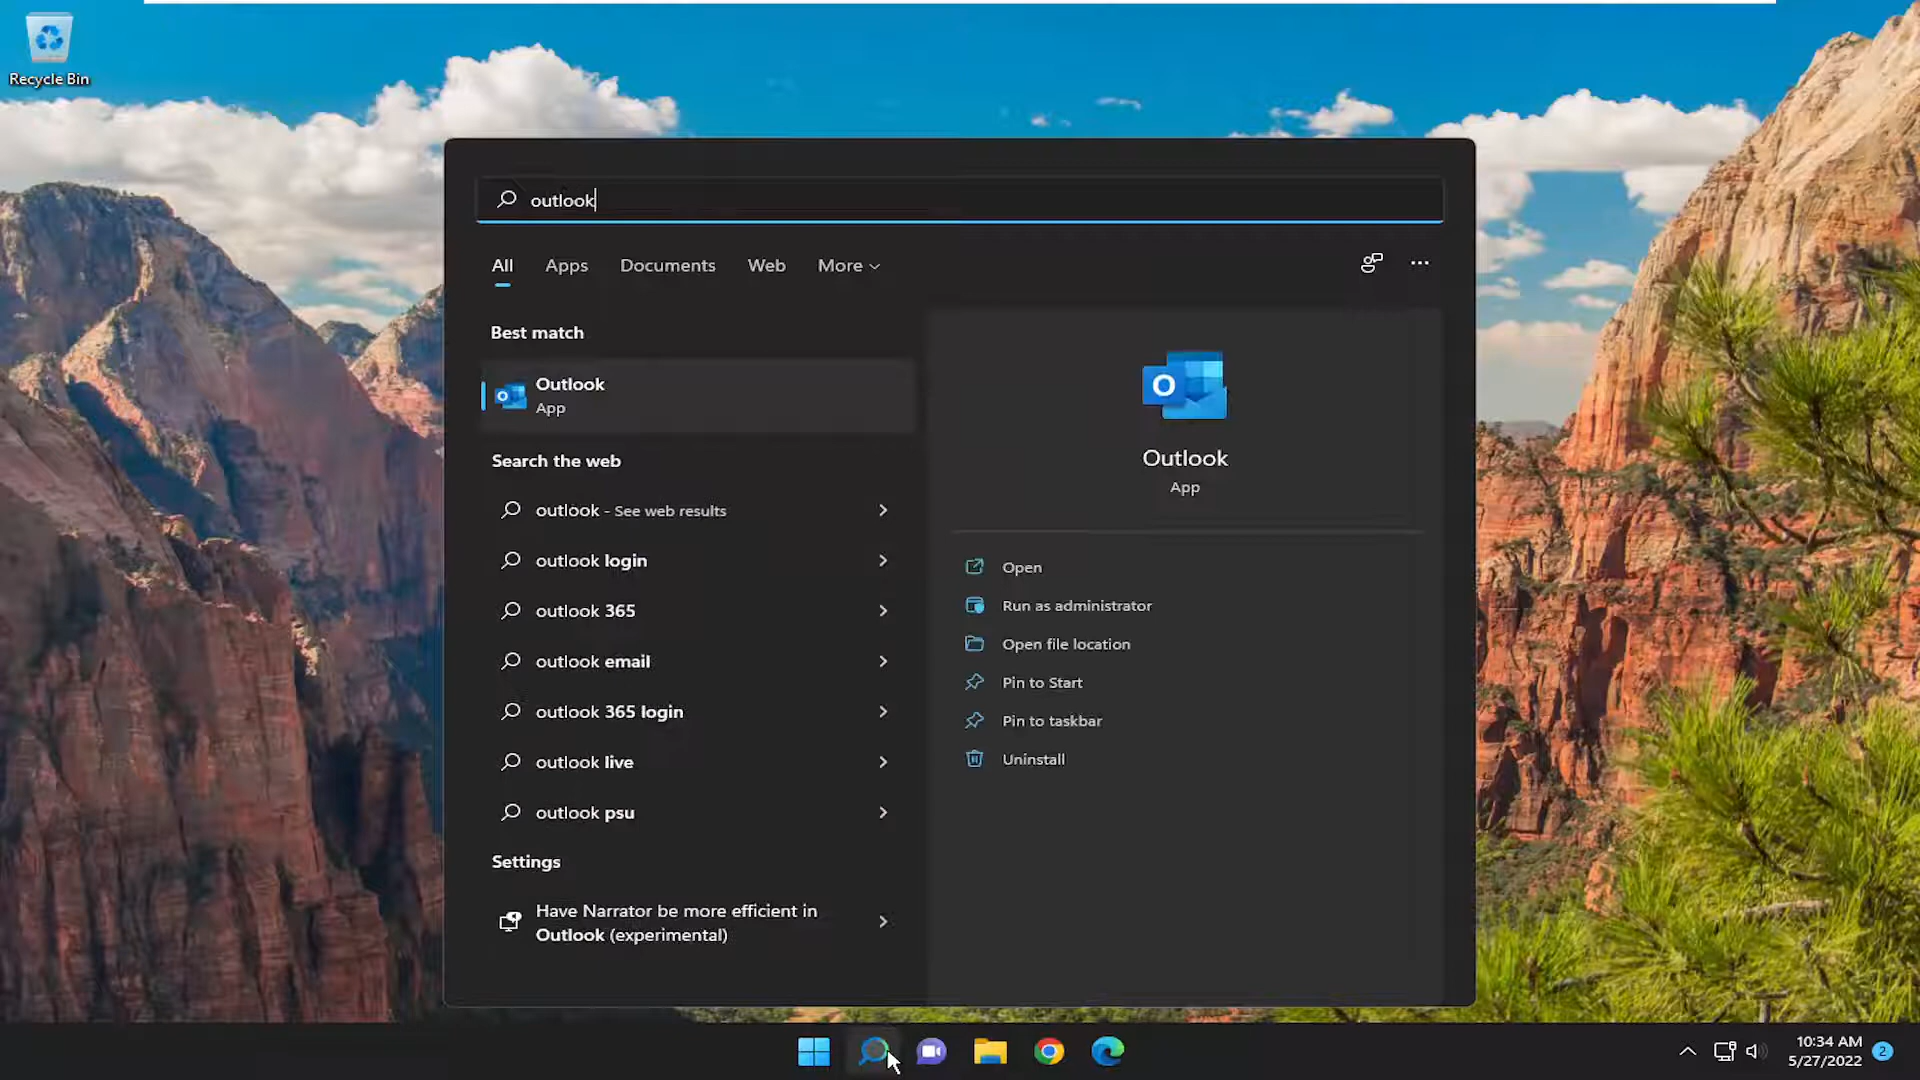 Recycle Bin
outlook
All Apps Documents Web More
Best match
Outlook
App
Search the web
outlook - See web results
outlook login
outlook 365
outlook email
outlook 365 login
outlook live
outlook psu
Settings
Have Narrator be more efficient in
Outlook (experimental)
O
Outlook
App
Open
Run as administrator
Open file location
Pin to Start
Pin to taskbar
Uninstall
10:34 AM
5/27/2022
2